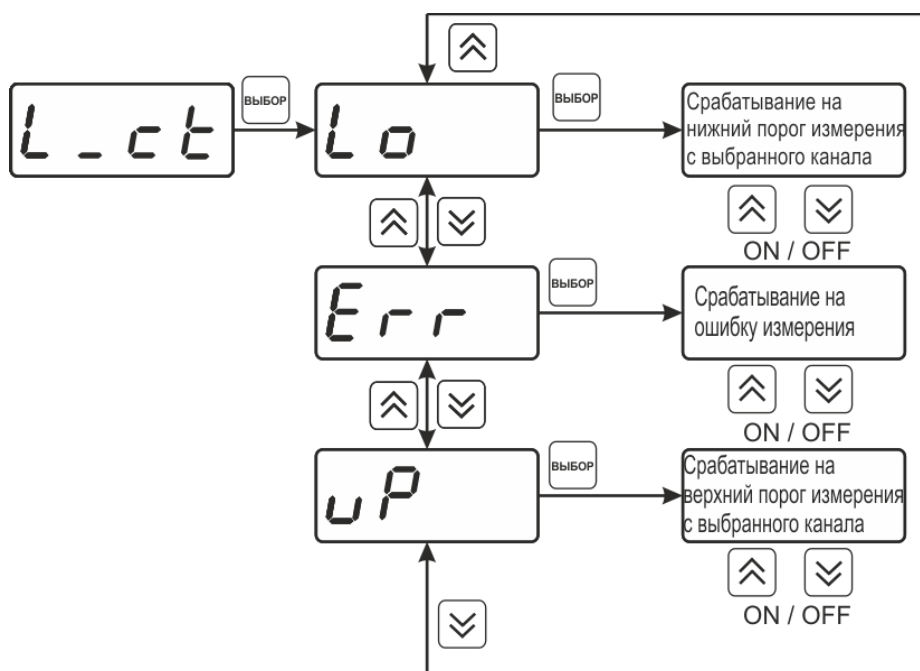 L_ct
ВЫБОР
Lo
ВЫБОР
Срабатывание на
нижний порог измерения
с выбранного канала
ON / OFF
Err
ВЫБОР
Срабатывание на
ошибку измерения
ON / OFF
uP
ВЫБОР
Срабатывание на
верхний порог измерения
с выбранного канала
ON / OFF